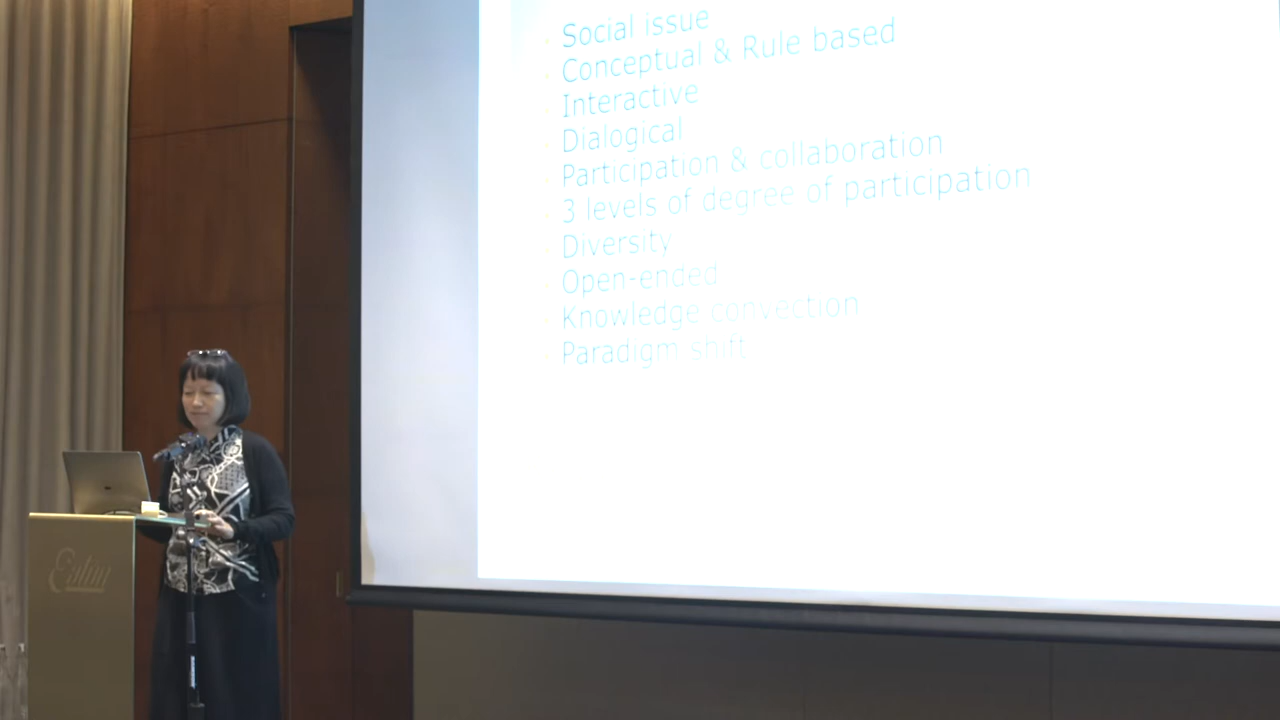 Social issue
Conceptual & Rule based
Interactive
Dialogical
Participation & collaboration
3 levels of degree of participation
Diversity
Open-ended
Knowledge convection
Paradigm shift
Eaton